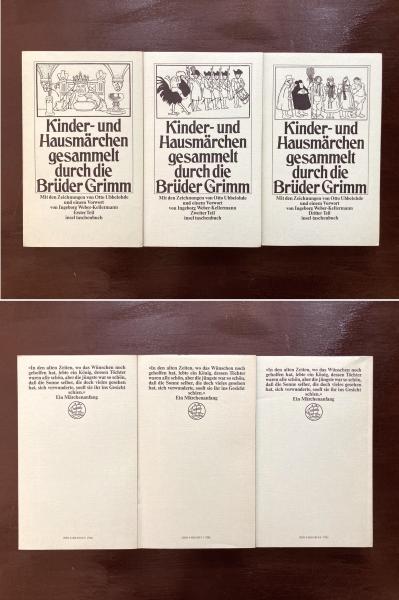 Kinder- und
Hausmärchen
gesammelt
durch die
Brüder Grimm
Mit den Zeichnungen von Otto Ubbelohde
und einem Vorwort
von Ingeborg Weber-Kellermann
Erster Teil
insel taschenbuch
Kinder- und
Hausmärchen
gesammelt
durch die
Brüder Grimm
Mit den Zeichnungen von Otto Ubbelohde
und einem Vorwort
von Ingeborg Weber-Kellermann
Zweiter Teil
insel taschenbuch
Kinder- und
Hausmärchen
gesammelt
durch die
Brüder Grimm
Mit den Zeichnungen von Otto Ubbelohde
und einem Vorwort
von Ingeborg Weber-Kellermann
Dritter Teil
insel taschenbuch
»In den alten Zeiten, wo das Wünschen noch
geholfen hat, lebte ein König, dessen Töchter
waren alle schön, aber die jüngste war so schön,
daß die Sonne selber, die doch vieles gesehen
hat, sich verwunderte, sooft sie ihr ins Gesicht
schien.«
Ein Märchenanfang
»In den alten Zeiten, wo das Wünschen noch
geholfen hat, lebte ein König, dessen Töchter
waren alle schön, aber die jüngste war so schön,
daß die Sonne selber, die doch vieles gesehen
hat, sich verwunderte, sooft sie ihr ins Gesicht
schien.«
Ein Märchenanfang
»In den alten Zeiten, wo das Wünschen noch
geholfen hat, lebte ein König, dessen Töchter
waren alle schön, aber die jüngste war so schön,
daß die Sonne selber, die doch vieles gesehen
hat, sich verwunderte, sooft sie ihr ins Gesicht
schien.«
Ein Märchenanfang